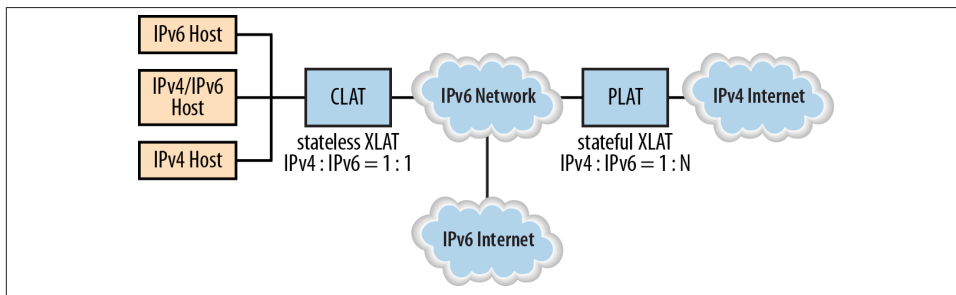 IPv6 Host
IPv4/IPv6
Host
IPv4 Host
CLAT
stateless XLAT
IPv4 : IPv6 = 1 : 1
IPv6 Network
PLAT
stateful XLAT
IPv4 : IPv6 = 1 : N
IPv4 Internet
IPv6 Internet